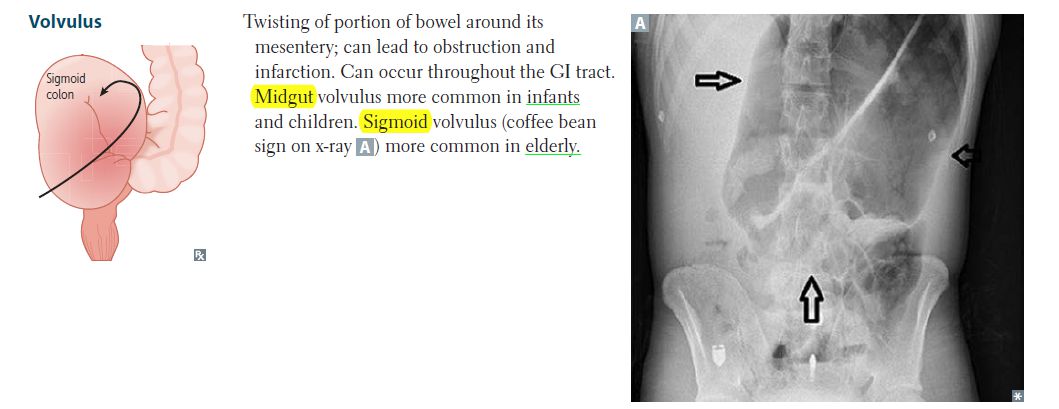 Volvulus
Sigmoid
colon
Twisting of portion of bowel around its
mesentery; can lead to obstruction and
infarction. Can occur throughout the GI tract.
Midgut volvulus more common in infants
and children. Sigmoid volvulus (coffee bean
sign on x-ray A) more common in elderly.
℞
A
*